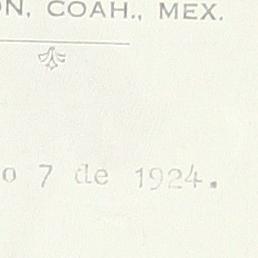 N, COAH., MEX.
o 7 de 1924.